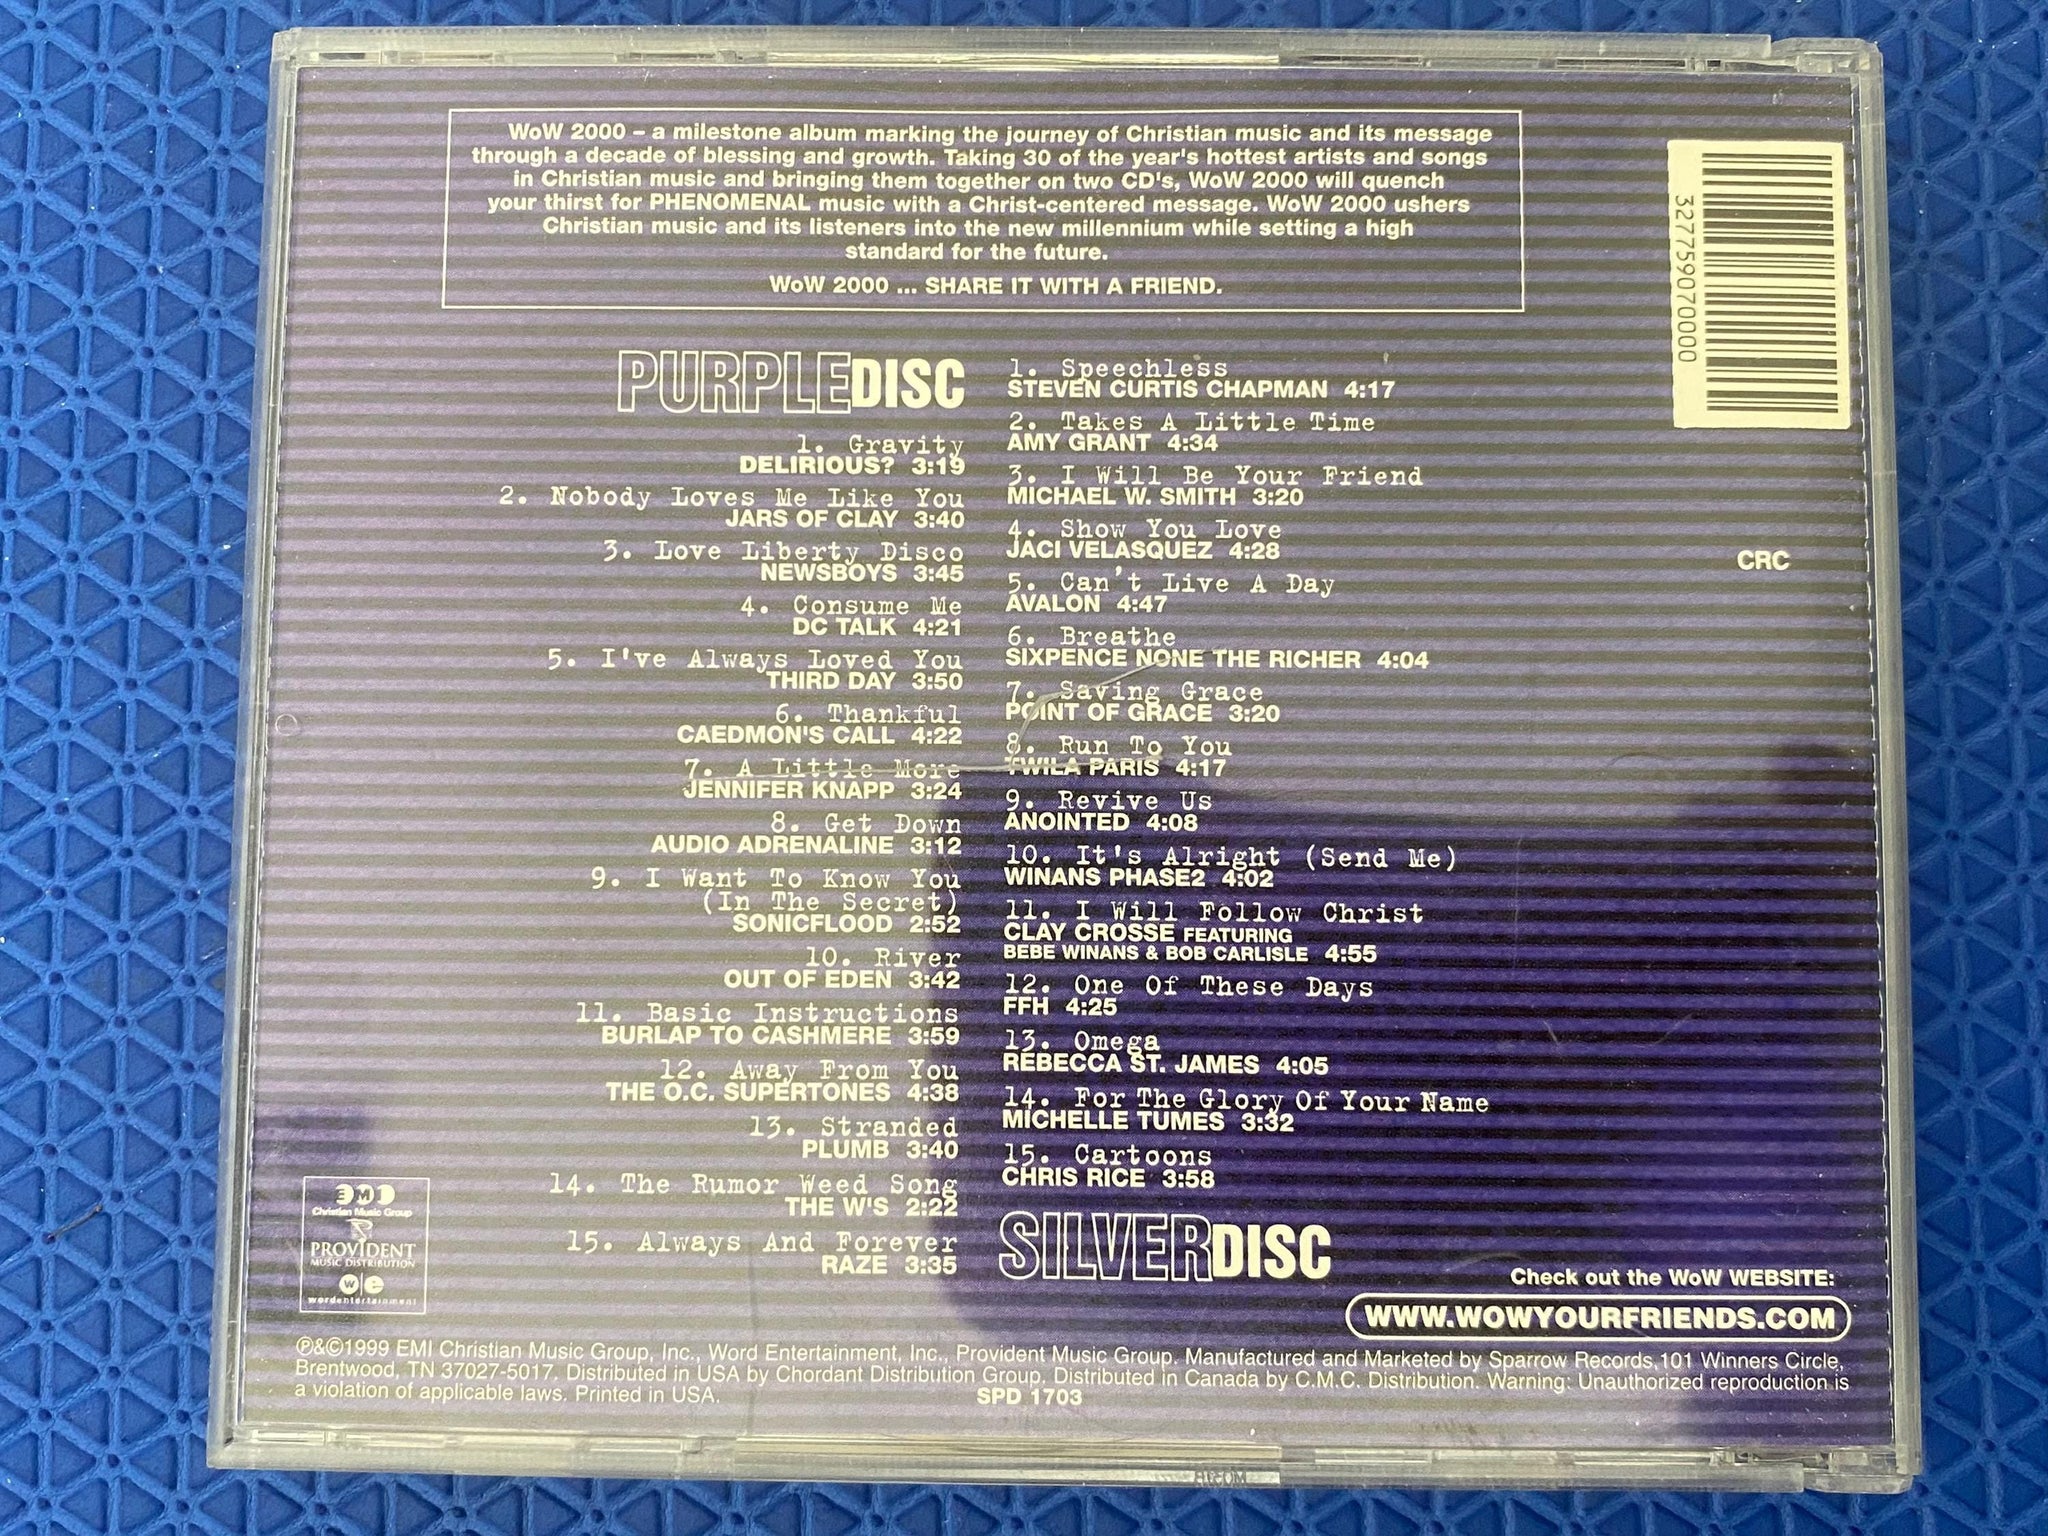 WoW 2000 – a milestone album marking the journey of Christian music and its message
through a decade of blessing and growth. Taking 30 of the year's hottest artists and songs
in Christian music and bringing them together on two CD's, WoW 2000 will quench
your thirst for PHENOMENAL music with a Christ-centered message. WoW 2000 ushers
Christian music and its listeners into the new millennium while setting a high
standard for the future.
WoW 2000 ... SHARE IT WITH A FRIEND.
3277590700000
CRC
PURPLEDISC
1. Gravity
DELIRIOUS? 3:19
2. Nobody Loves Me Like You
JARS OF CLAY 3:40
3. Love Liberty Disco
NEWSBOYS 3:45
4. Consume Me
DC TALK 4:21
5. I've Always Loved You
THIRD DAY 3:50
6. Thankful
CAEDMON'S CALL 4:22
7. A Little More
JENNIFER KNAPP 3:24
8. Get Down
AUDIO ADRENALINE 3:12
9. I Want To Know You
(In The Secret)
SONICFLOOD 2:52
10. River
OUT OF EDEN 3:42
11. Basic Instructions
BURLAP TO CASHMERE 3:59
12. Away From You
THE O.C. SUPERTONES 4:38
13. Stranded
PLUMB 3:40
14. The Rumor Weed Song
THE W'S 2:22
15. Always And Forever
RAZE 3:35
1. Speechless
STEVEN CURTIS CHAPMAN 4:17
2. Takes A Little Time
AMY GRANT 4:34
3. I Will Be Your Friend
MICHAEL W. SMITH 3:20
4. Show You Love
JACI VELASQUEZ 4:28
5. Can't Live A Day
AVALON 4:47
6. Breathe
SIXPENCE NONE THE RICHER 4:04
7. Saving Grace
POINT OF GRACE 3:20
8. Run To You
TWILA PARIS 4:17
9. Revive Us
ANOINTED 4:08
10. It's Alright (Send Me)
WINANS PHASE2 4:02
11. I Will Follow Christ
CLAY CROSSE FEATURING
BEBE WINANS & BOB CARLISLE 4:55
12. One Of These Days
FFH 4:25
13. Omega
REBECCA ST. JAMES 4:05
14. For The Glory Of Your Name
MICHELLE TUMES 3:32
15. Cartoons
CHRIS RICE 3:58
SILVERDISC
EMI
Christian Music Group
PROVIDENT
MUSIC DISTRIBUTION
w e
wordentertainment
Check out the WoW WEBSITE:
WWW.WOWYOURFRIENDS.COM
℗&©1999 EMI Christian Music Group, Inc., Word Entertainment, Inc., Provident Music Group. Manufactured and Marketed by Sparrow Records,101 Winners Circle,
Brentwood, TN 37027-5017. Distributed in USA by Chordant Distribution Group. Distributed in Canada by C.M.C. Distribution. Warning: Unauthorized reproduction is
a violation of applicable laws. Printed in USA.
SPD 1703